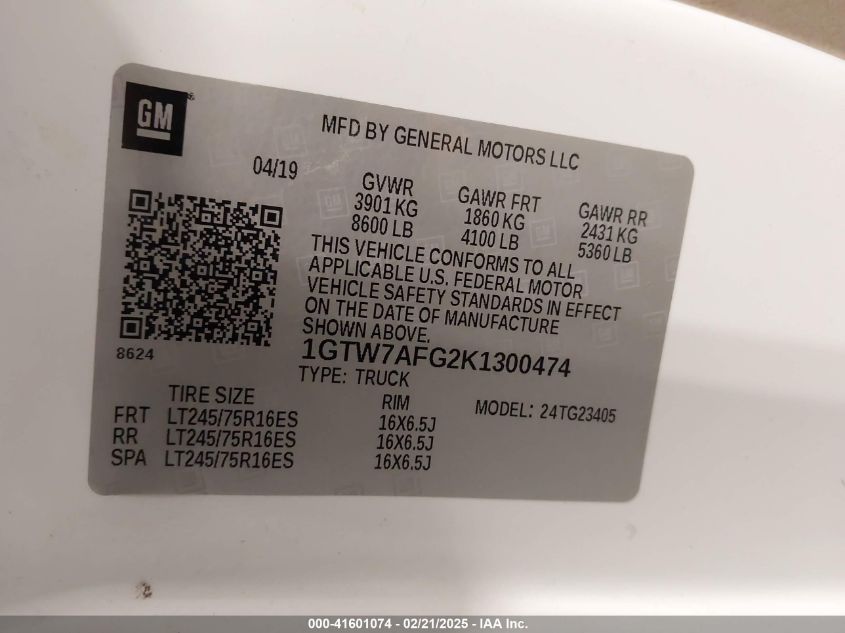 GM®
MFD BY GENERAL MOTORS LLC
04/19
GVWR
3901 KG
8600 LB
GAWR FRT
1860 KG
4100 LB
GAWR RR
2431 KG
5360 LB
THIS VEHICLE CONFORMS TO ALL
APPLICABLE U.S. FEDERAL MOTOR
VEHICLE SAFETY STANDARDS IN EFFECT
ON THE DATE OF MANUFACTURE
SHOWN ABOVE.
8624
1GTW7AFG2K1300474
TYPE: TRUCK
TIRE SIZE RIM MODEL: 24TG23405
FRT LT245/75R16ES 16X6.5J
RR LT245/75R16ES 16X6.5J
SPA LT245/75R16ES 16X6.5J
000-41601074 - 02/21/2025 - IAA Inc.